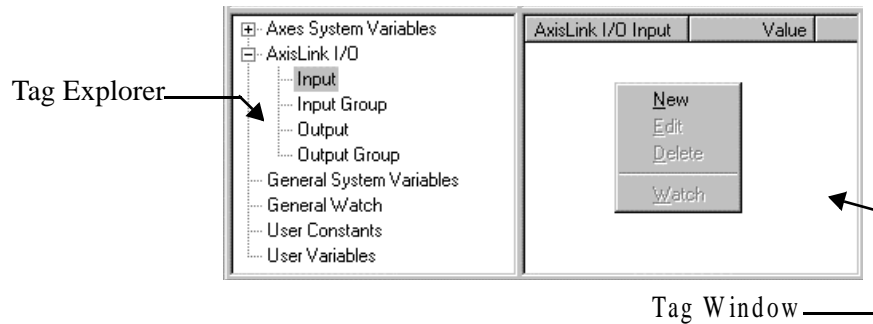 Tag Explorer
Axes System Variables
AxisLink I/O
Input
Input Group
Output
Output Group
General System Variables
General Watch
User Constants
User Variables
AxisLink I/O Input Value
New
Edit
Delete
Watch
Tag Window